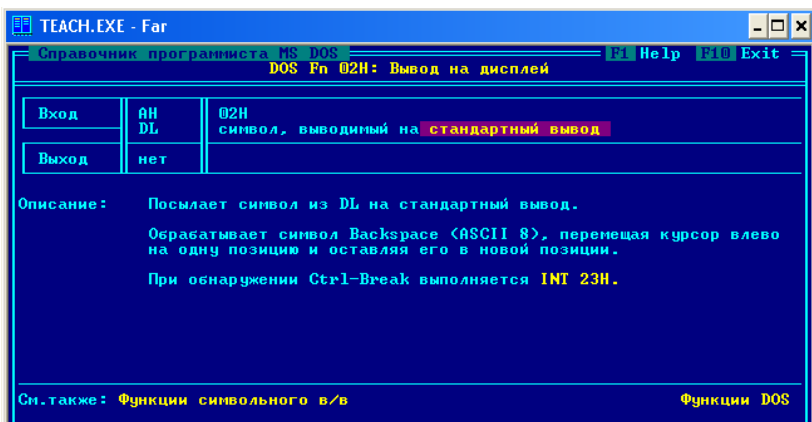 TEACH.EXE - Far
Справочник программиста MS DOS F1 Help F10 Exit
DOS Fn 02H: Вывод на дисплей
Вход AH 02H
DL символ, выводимый на стандартный вывод
Выход нет
Описание: Посылает символ из DL на стандартный вывод.
Обрабатывает символ Backspace (ASCII 8), перемещая курсор влево
на одну позицию и оставляя его в новой позиции.
При обнаружении Ctrl-Break выполняется INT 23H.
См.также: Функции символьного в/в Функции DOS